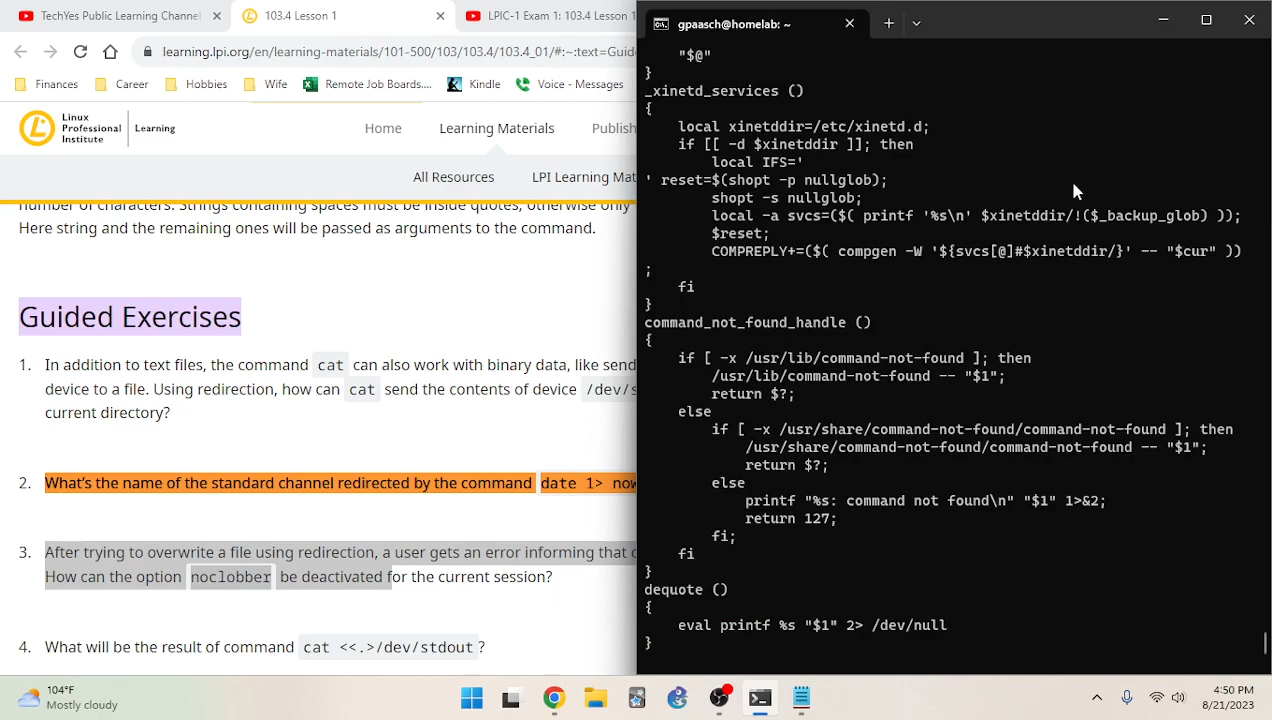 TechYes Public Learning Channel
103.4 Lesson 1
LPIC-1 Exam 1: 103.4 Lesson 1
learning.lpi.org/en/learning-materials/101-500/103/103.4/103.4_01/#:~:text=Guid
Finances
Career
Hobbies
Wife
Remote Job Boards....
Kindle
Voice - Messages
Linux
Professional
Institute
Learning
Home
Learning Materials
Publish
All Resources
LPI Learning Mat
number of characters. Strings containing spaces must be inside quotes, otherwise only
Here string and the remaining ones will be passed as arguments to the command.
Guided Exercises
1. In addition to text files, the command cat can also work with binary data, like send
device to a file. Using redirection, how can cat send the contents of device /dev/s
current directory?
2. What's the name of the standard channel redirected by the command date 1> now
3. After trying to overwrite a file using redirection, a user gets an error informing that
How can the option noclobber be deactivated for the current session?
4. What will be the result of command cat <<.>/dev/stdout ?
gpaasch@homelab: ~
"$@"
}
_xinetd_services ()
{
local xinetddir=/etc/xinetd.d;
if [[ -d $xinetddir ]]; then
local IFS='
' reset=$(shopt -p nullglob);
shopt -s nullglob;
local -a svcs=($( printf '%s\n' $xinetddir/!($_backup_glob) ));
$reset;
COMPREPLY+=($( compgen -W '${svcs[@]#$xinetddir/}' -- "$cur" ))
;
fi
}
command_not_found_handle ()
{
if [ -x /usr/lib/command-not-found ]; then
/usr/lib/command-not-found -- "$1";
return $?;
else
if [ -x /usr/share/command-not-found/command-not-found ]; then
/usr/share/command-not-found/command-not-found -- "$1";
return $?;
else
printf "%s: command not found\n" "$1" 1>&2;
return 127;
fi;
fi
}
dequote ()
{
eval printf %s "$1" 2> /dev/null
}
104°F
Mostly cloudy
4:50 PM
8/21/2023